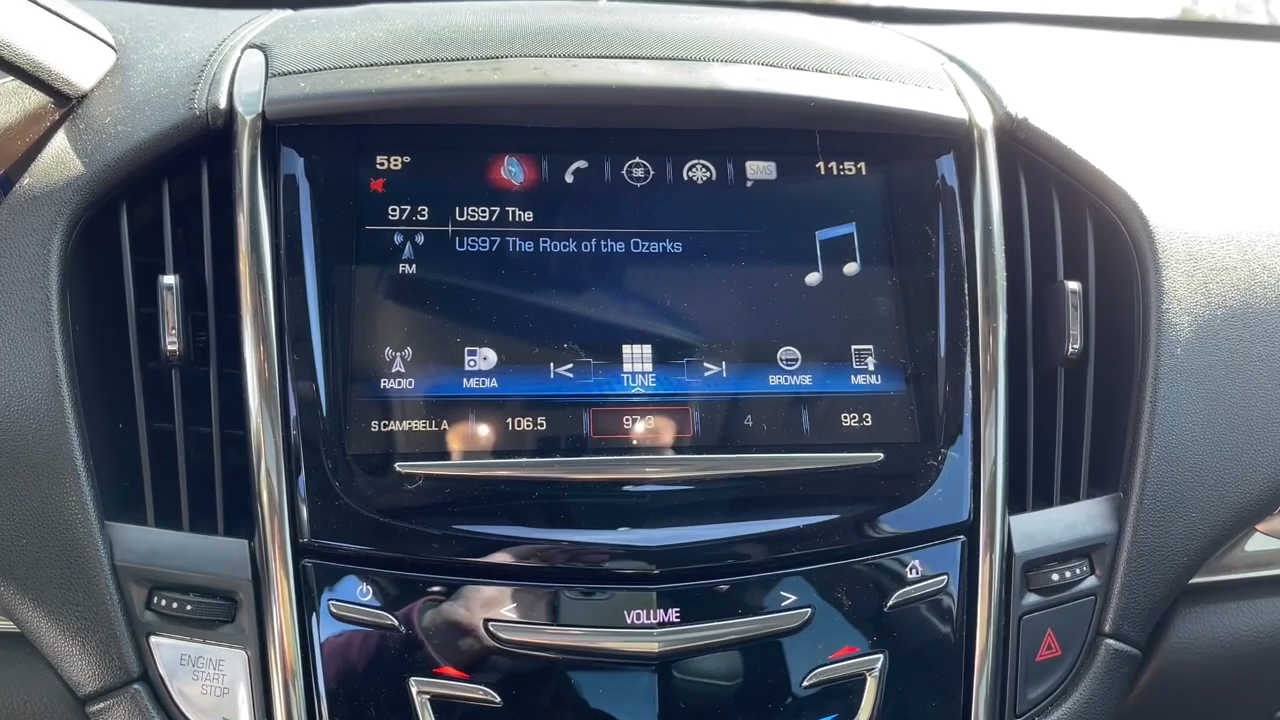 58°
SE
SMS
11:51
97.3
US97 The
FM
US97 The Rock of the Ozarks
RADIO
MEDIA
TUNE
BROWSE
MENU
S CAMPBELL A
106.5
97.3
4
92.3
VOLUME
ENGINE
START
STOP